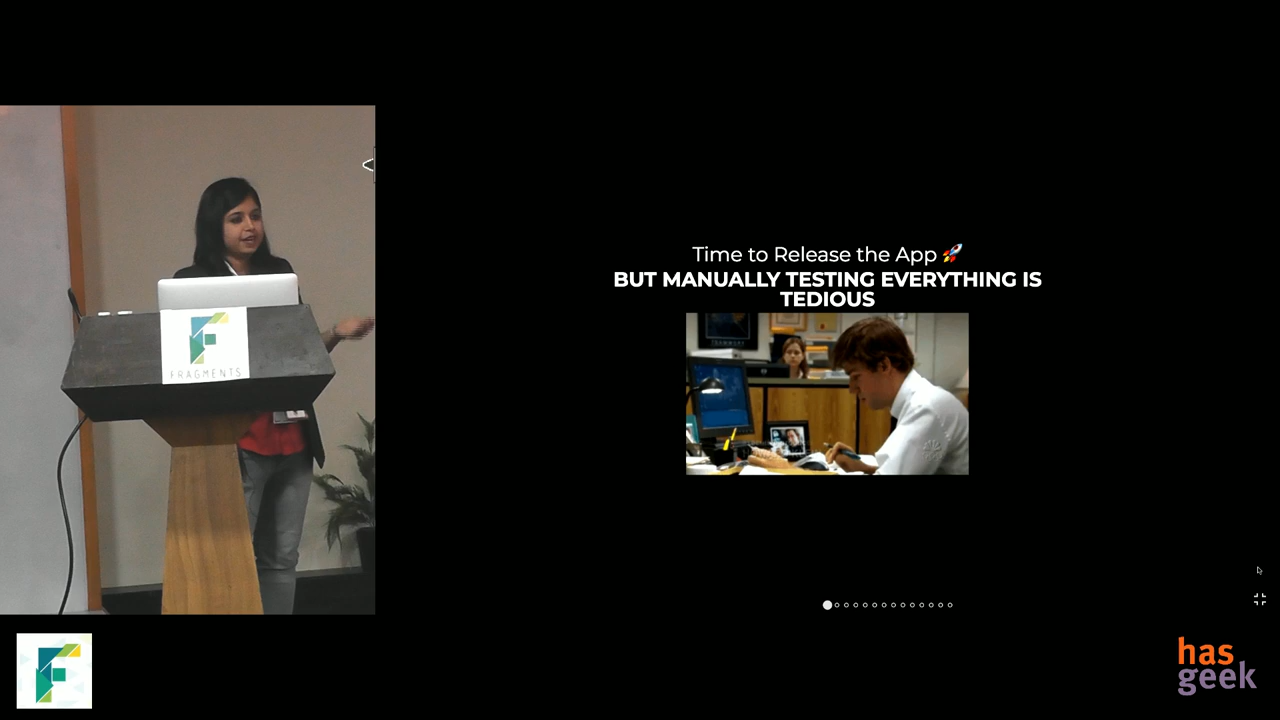 Time to Release the App 🚀
BUT MANUALLY TESTING EVERYTHING IS
TEDIOUS
FRAGMENTS
has
geek